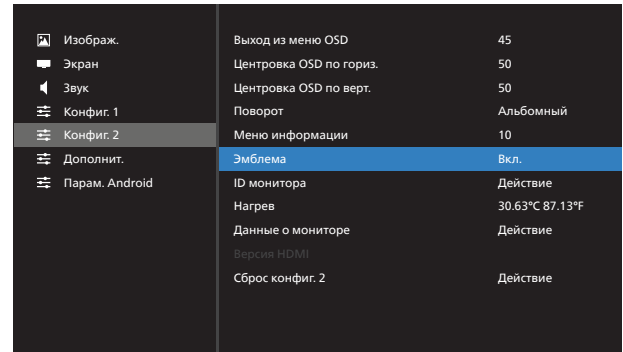 Изображ.
Экран
Звук
Конфиг. 1
Конфиг. 2
Дополнит.
Парам. Android
Выход из меню OSD 45
Центровка OSD по гориз. 50
Центровка OSD по верт. 50
Поворот Альбомный
Меню информации 10
Эмблема Вкл.
ID монитора Действие
Нагрев 30.63°C 87.13°F
Данные о мониторе Действие
Версия HDMI
Сброс конфиг. 2 Действие